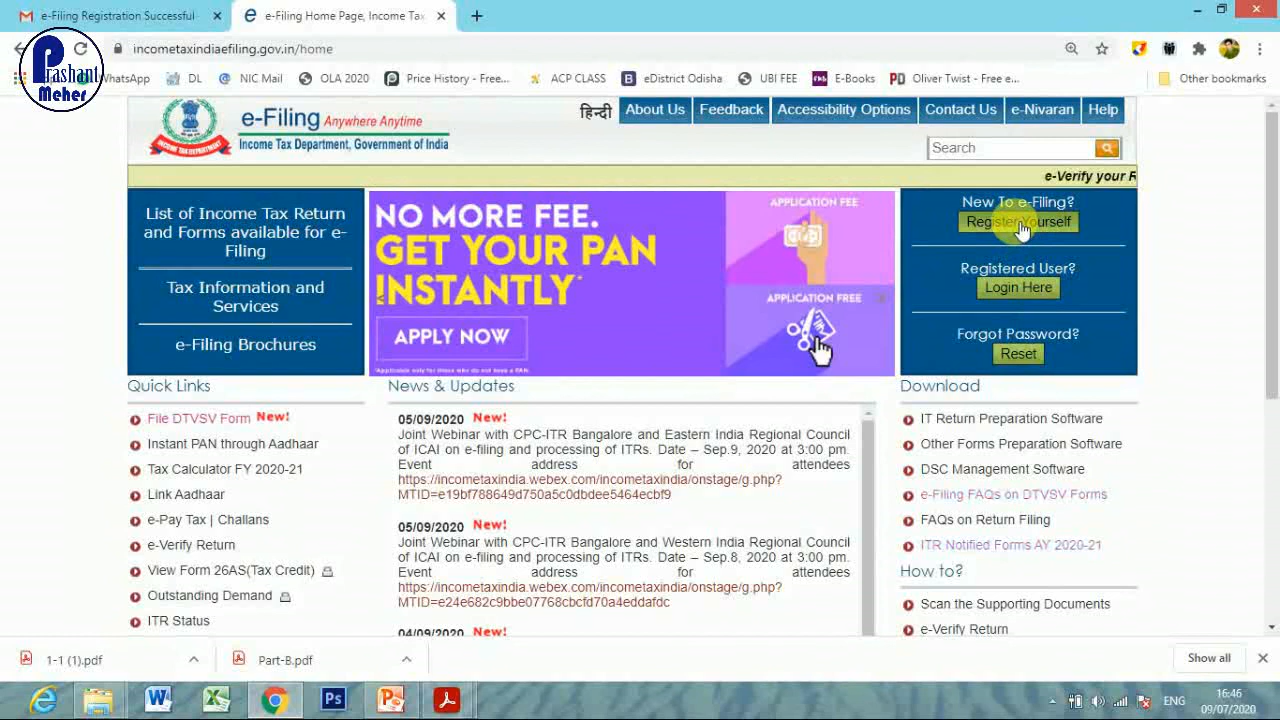 e-Filing Registration Successful
e-Filing Home Page, Income Tax
incometaxindiaefiling.gov.in/home
Prashant
Meher
WhatsApp
DL
NIC Mail
OLA 2020
Price History - Free...
ACP CLASS
eDistrict Odisha
UBI FEE
E-Books
Oliver Twist - Free e...
Other bookmarks
e-Filing Anywhere Anytime
Income Tax Department, Government of India
हिन्दी
About Us
Feedback
Accessibility Options
Contact Us
e-Nivaran
Help
Search
e-Verify your R
List of Income Tax Return
and Forms available for e-
Filing
Tax Information and
Services
e-Filing Brochures
NO MORE FEE.
GET YOUR PAN
INSTANTLY*
APPLY NOW
*Applicable only for those who do not have a PAN.
APPLICATION FEE
APPLICATION FREE
New To e-Filing?
Register Yourself
Registered User?
Login Here
Forgot Password?
Reset
Quick Links
File DTVSV Form New!
Instant PAN through Aadhaar
Tax Calculator FY 2020-21
Link Aadhaar
e-Pay Tax | Challans
e-Verify Return
View Form 26AS(Tax Credit)
Outstanding Demand
ITR Status
News & Updates
05/09/2020 New!
Joint Webinar with CPC-ITR Bangalore and Eastern India Regional Council
of ICAI on e-filing and processing of ITRs. Date – Sep.9, 2020 at 3:00 pm.
Event address for attendees
https://incometaxindia.webex.com/incometaxindia/onstage/g.php?
MTID=e19bf788649d750a5c0dbdee5464ecbf9
05/09/2020 New!
Joint Webinar with CPC-ITR Bangalore and Western India Regional Council
of ICAI on e-filing and processing of ITRs. Date – Sep.8, 2020 at 3:00 pm.
Event address for attendees
https://incometaxindia.webex.com/incometaxindia/onstage/g.php?
MTID=e24e682c9bbe07768cbcfd70a4eddafdc
04/09/2020 New!
Download
IT Return Preparation Software
Other Forms Preparation Software
DSC Management Software
e-Filing FAQs on DTVSV Forms
FAQs on Return Filing
ITR Notified Forms AY 2020-21
How to?
Scan the Supporting Documents
e-Verify Return
1-1 (1).pdf
Part-B.pdf
Show all
ENG
16:46
09/07/2020